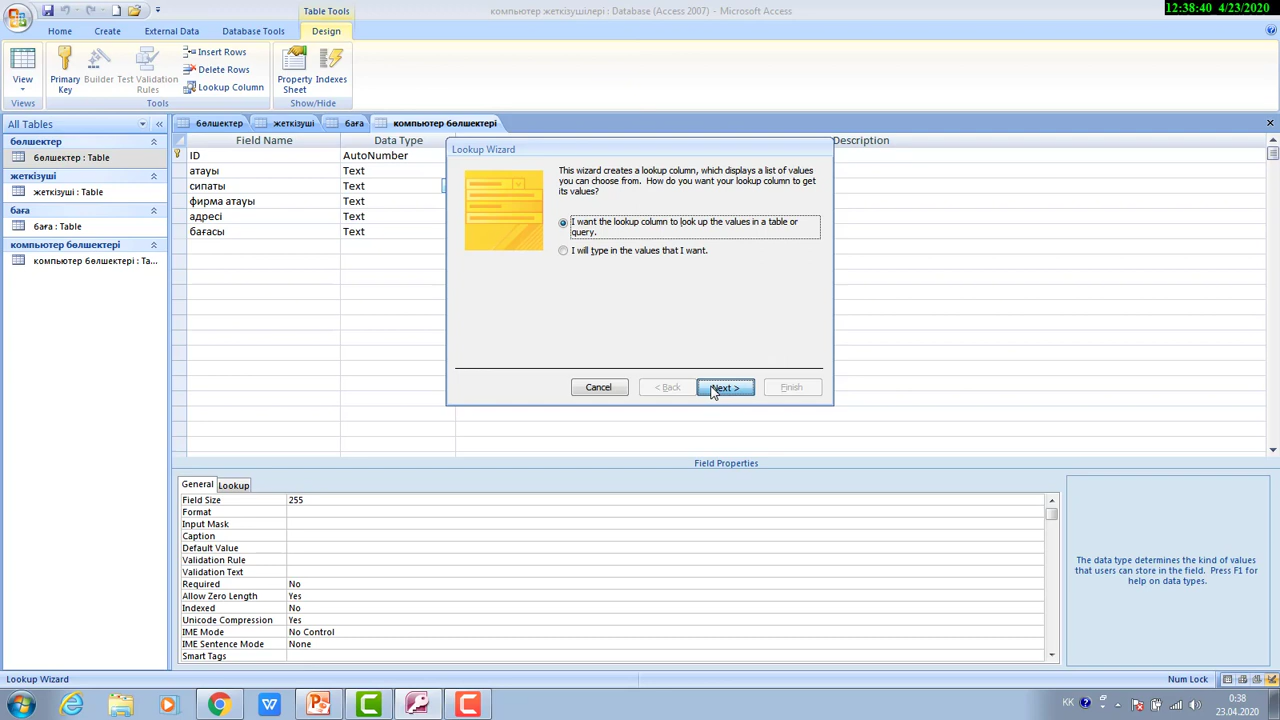 компьютер жеткізушілері : Database (Access 2007) - Microsoft Access
Table Tools
12:38:40 4/23/2020
Home
Create
External Data
Database Tools
Design
View
Primary Key
Builder
Test Validation Rules
Insert Rows
Delete Rows
Lookup Column
Property Sheet
Indexes
Views
Tools
Show/Hide
All Tables
бөлшектер
бөлшектер : Table
жеткізуші
жеткізуші : Table
баға
баға : Table
компьютер бөлшектері
компьютер бөлшектері : Ta...
бөлшектер
жеткізуші
баға
компьютер бөлшектері
Field Name
Data Type
Description
ID
AutoNumber
атауы
Text
сипаты
Text
фирма атауы
Text
адресі
Text
бағасы
Text
Lookup Wizard
This wizard creates a lookup column, which displays a list of values
you can choose from. How do you want your lookup column to get
its values?
I want the lookup column to look up the values in a table or
query.
I will type in the values that I want.
Cancel
< Back
Next >
Finish
Field Properties
General
Lookup
Field Size
255
Format
Input Mask
Caption
Default Value
Validation Rule
Validation Text
Required
No
Allow Zero Length
Yes
Indexed
No
Unicode Compression
Yes
IME Mode
No Control
IME Sentence Mode
None
Smart Tags
The data type determines the kind of values
that users can store in the field. Press F1 for
help on data types.
Lookup Wizard
Num Lock
KK
0:38
23.04.2020